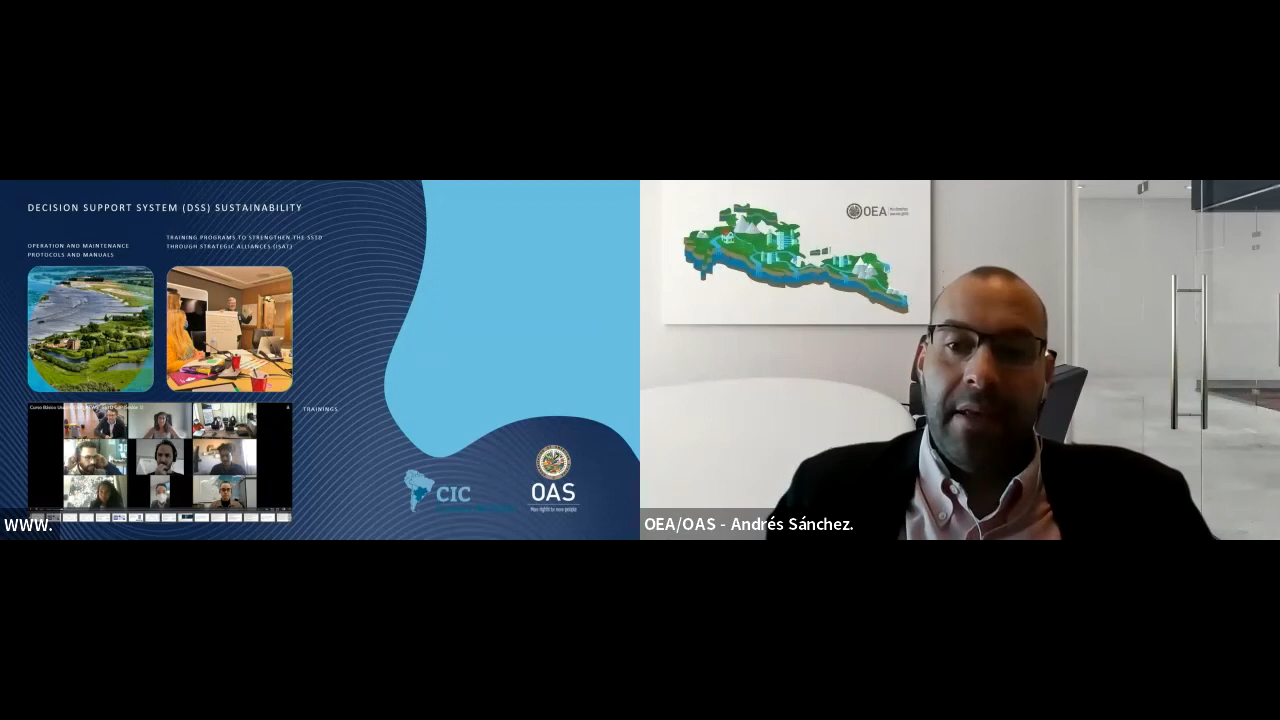 DECISION SUPPORT SYSTEM (DSS) SUSTAINABILITY
OPERATION AND MAINTENANCE
PROTOCOLS AND MANUALS
TRAINING PROGRAMS TO STRENGTHEN THE SSTD
THROUGH STRATEGIC ALLIANCES (ISAT)
TRAININGS
CIC
OAS
More rights for more people
WWW.
OEA
OEA/OAS - Andrés Sánchez.